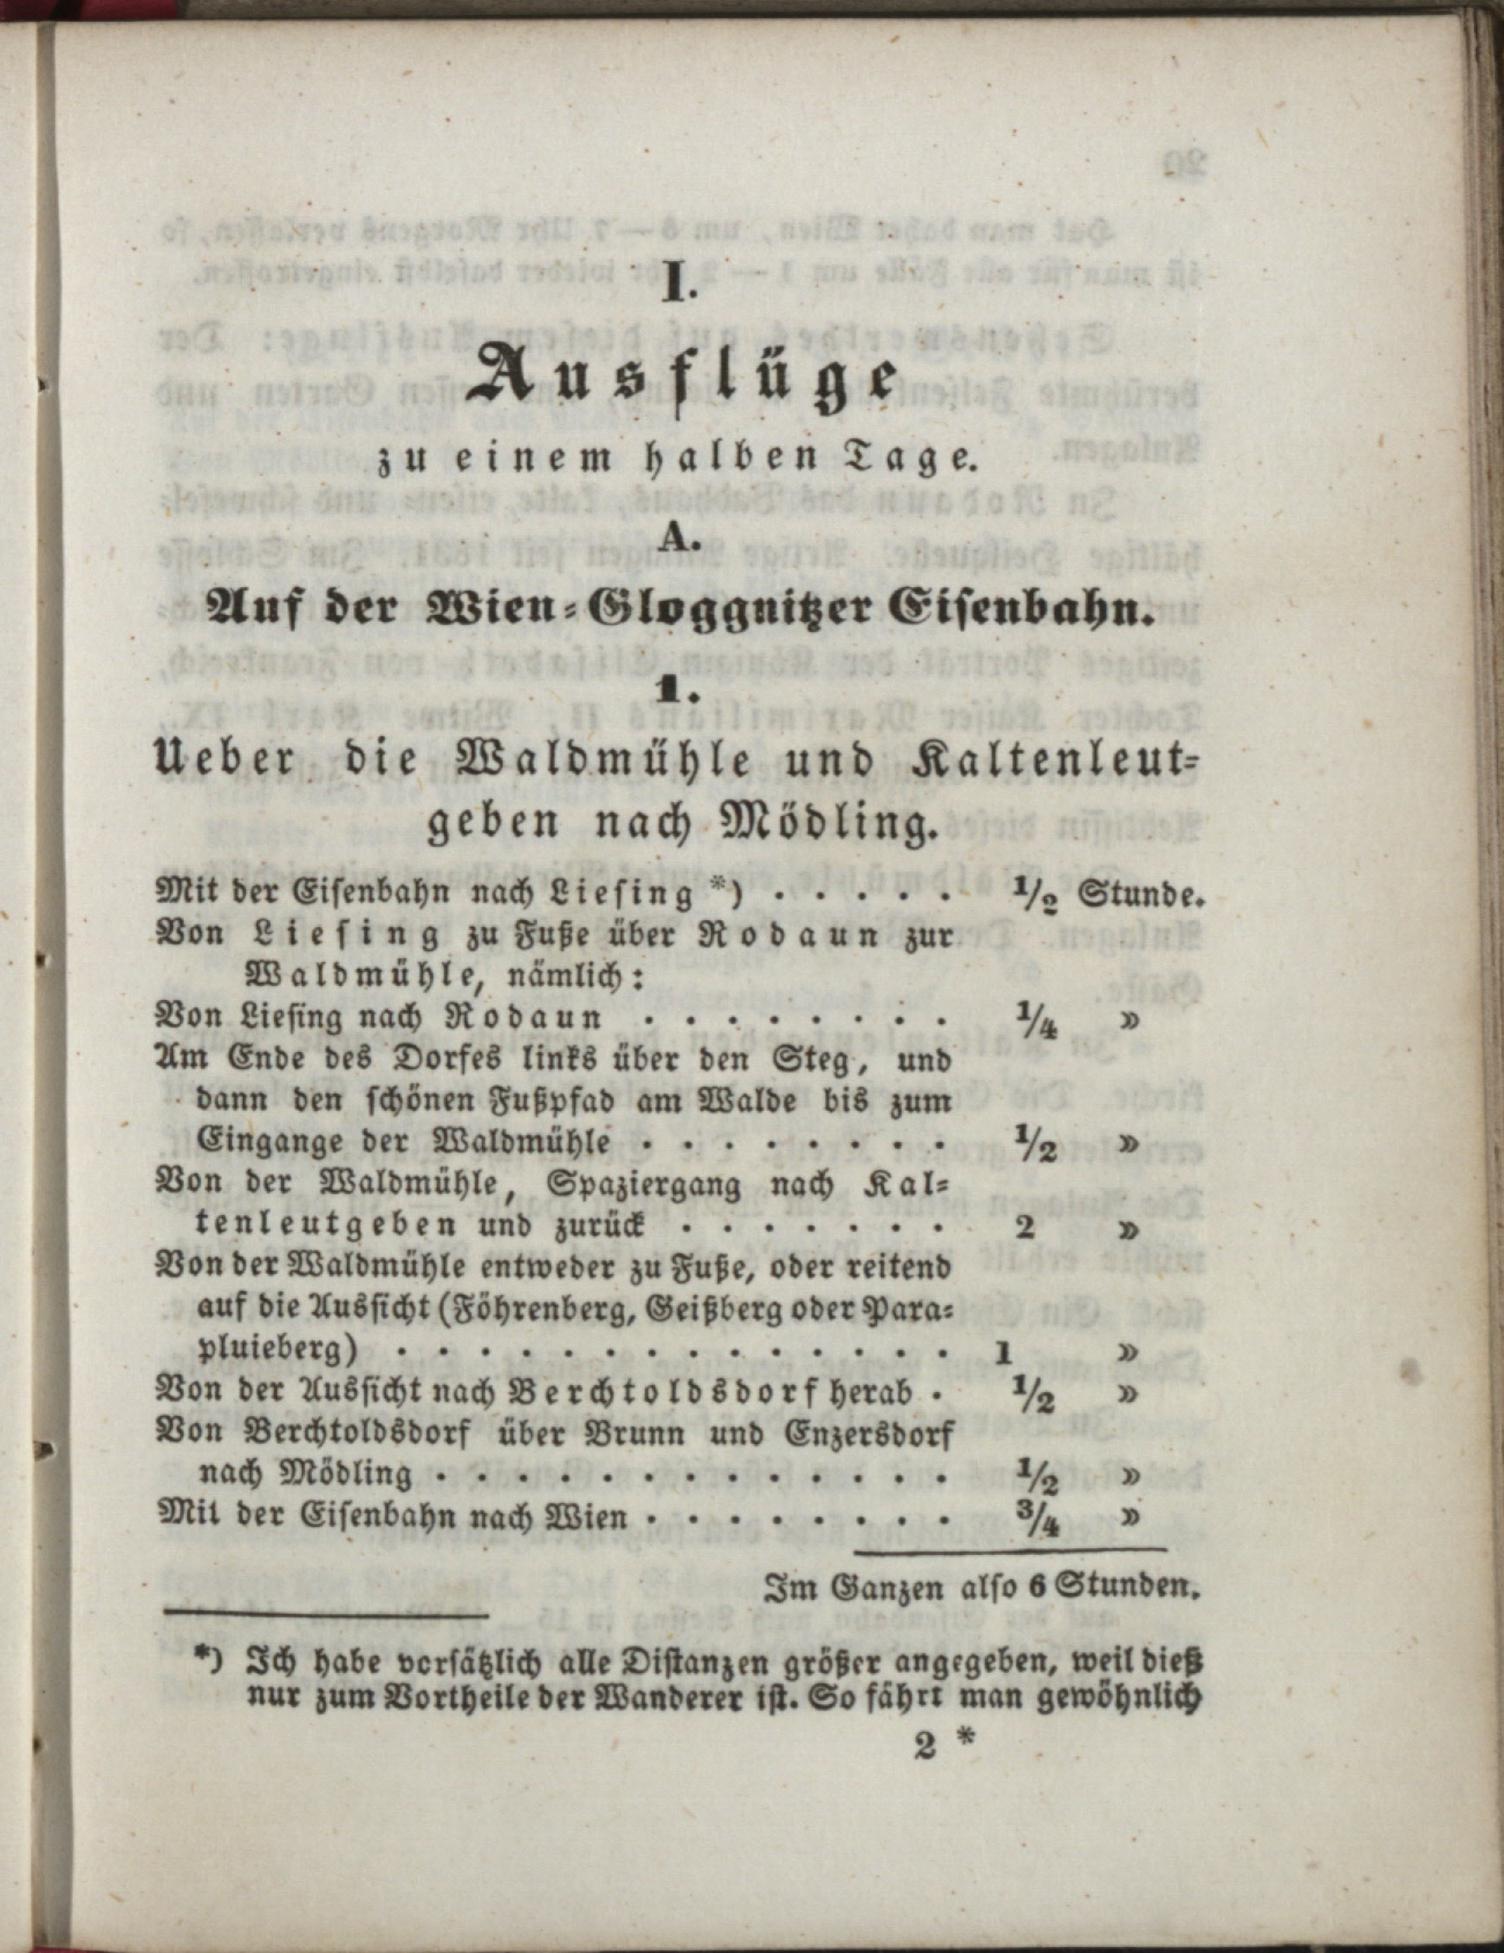 I.
Ausflüge
zu einem halben Tage.
A.
Auf der Wien-Gloggnitzer Eisenbahn.
1.
Ueber die Waldmühle und Kaltenleut-
geben nach Mödling.
Mit der Eisenbahn nach Liesing *) . . . . . 1/2 Stunde.
Von Liesing zu Fuße über Rodaun zur
Waldmühle, nämlich:
Von Liesing nach Rodaun . . . . . . . . 1/4 »
Am Ende des Dorfes links über den Steg, und
dann den schönen Fußpfad am Walde bis zum
Eingange der Waldmühle . . . . . . . . 1/2 »
Von der Waldmühle, Spaziergang nach Kal-
tenleutgeben und zurück . . . . . . . 2 »
Von der Waldmühle entweder zu Fuße, oder reitend
auf die Aussicht (Föhrenberg, Geißberg oder Para-
pluieberg) . . . . . . . . . . . . . . 1 »
Von der Aussicht nach Berchtoldsdorf herab . 1/2 »
Von Berchtoldsdorf über Brunn und Enzersdorf
nach Mödling . . . . . . . . . . . . . 1/2 »
Mit der Eisenbahn nach Wien . . . . . . . . 3/4 »
Im Ganzen also 6 Stunden.
*) Ich habe vorsätzlich alle Distanzen größer angegeben, weil dieß
nur zum Vortheile der Wanderer ist. So fährt man gewöhnlich
2 *